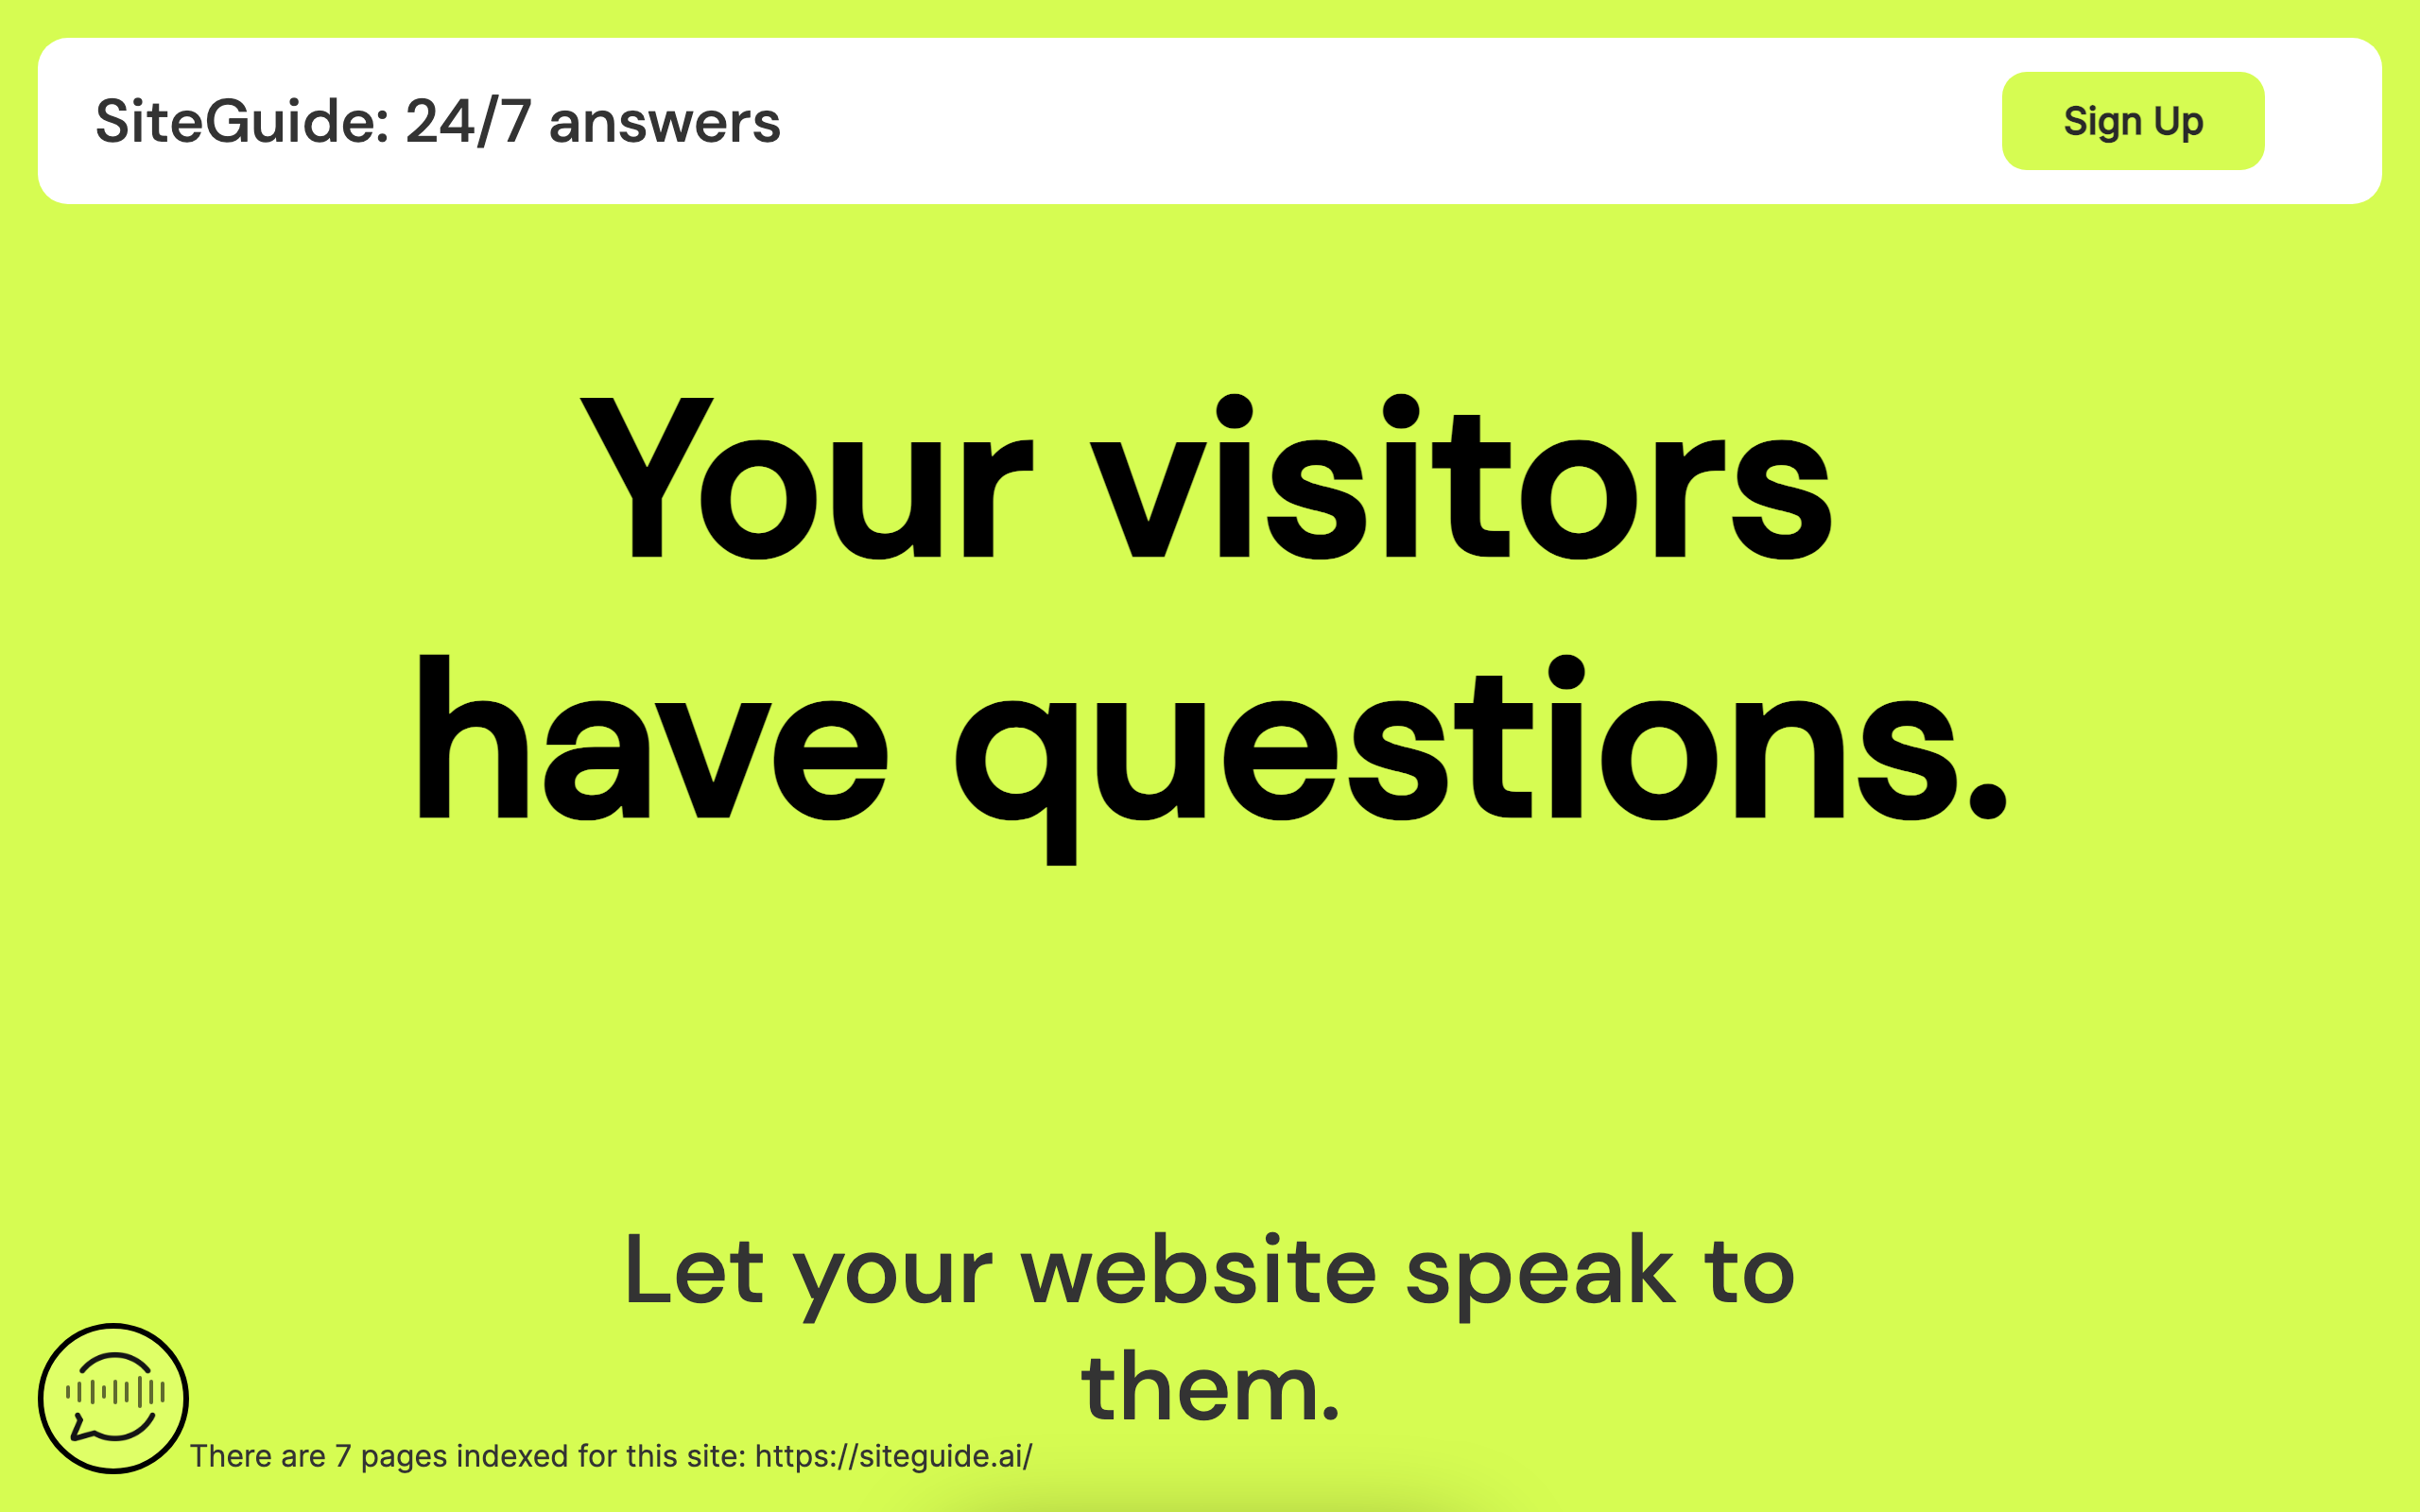 SiteGuide: 24/7 answers
Sign Up
Your visitors
have questions.
Let your website speak to
them.
There are 7 pages indexed for this site: https://siteguide.ai/